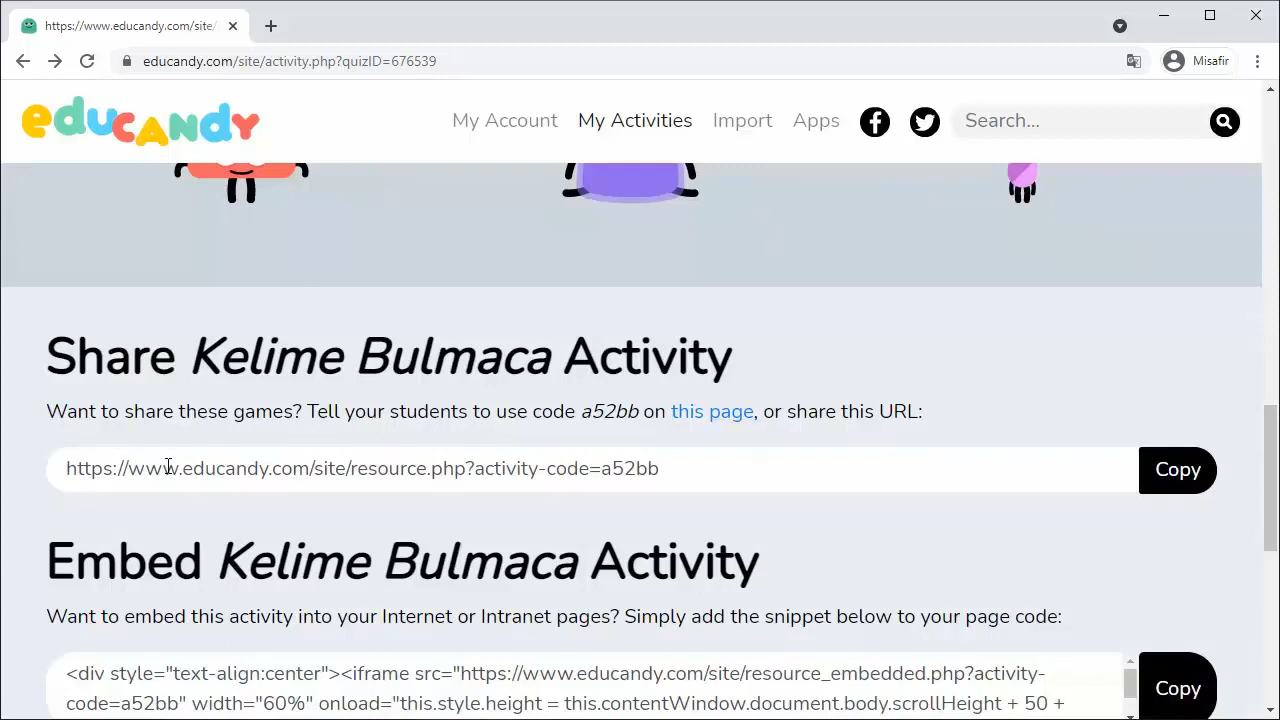 https://www.educandy.com/site/
educandy.com/site/activity.php?quizID=676539
Misafir
educandy
My Account
My Activities
Import
Apps
Search...
Share Kelime Bulmaca Activity
Want to share these games? Tell your students to use code a52bb on this page, or share this URL:
https://www.educandy.com/site/resource.php?activity-code=a52bb
Copy
Embed Kelime Bulmaca Activity
Want to embed this activity into your Internet or Intranet pages? Simply add the snippet below to your page code:
<div style="text-align:center"><iframe src="https://www.educandy.com/site/resource_embedded.php?activity-
code=a52bb" width="60%" onload="this.style.height = this.contentWindow.document.body.scrollHeight + 50 +
Copy